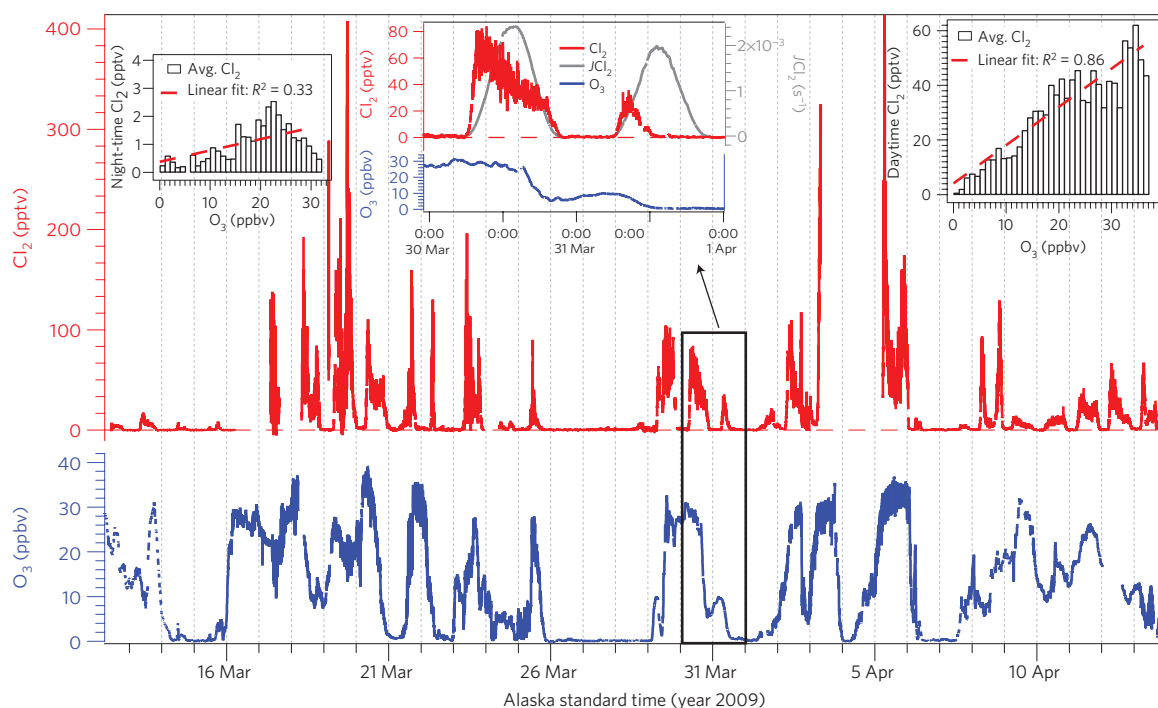 400
300
200
100
0
Cl₂ (pptv)
Night-time Cl₂ (pptv)
4
3
2
1
0
Avg. Cl₂
Linear fit: R² = 0.33
0 10 20 30
O₃ (ppbv)
Cl₂ (pptv)
80
60
40
20
0
Cl₂
JCl₂
O₃
2×10⁻³
1
0
JCl₂ (s⁻¹)
O₃ (ppbv)
30
20
10
0
0:00 0:00 0:00 0:00 0:00
30 Mar 31 Mar 1 Apr
Daytime Cl₂ (pptv)
60
40
20
0
Avg. Cl₂
Linear fit: R² = 0.86
0 10 20 30
O₃ (ppbv)
O₃ (ppbv)
40
30
20
10
0
16 Mar 21 Mar 26 Mar 31 Mar 5 Apr 10 Apr
Alaska standard time (year 2009)